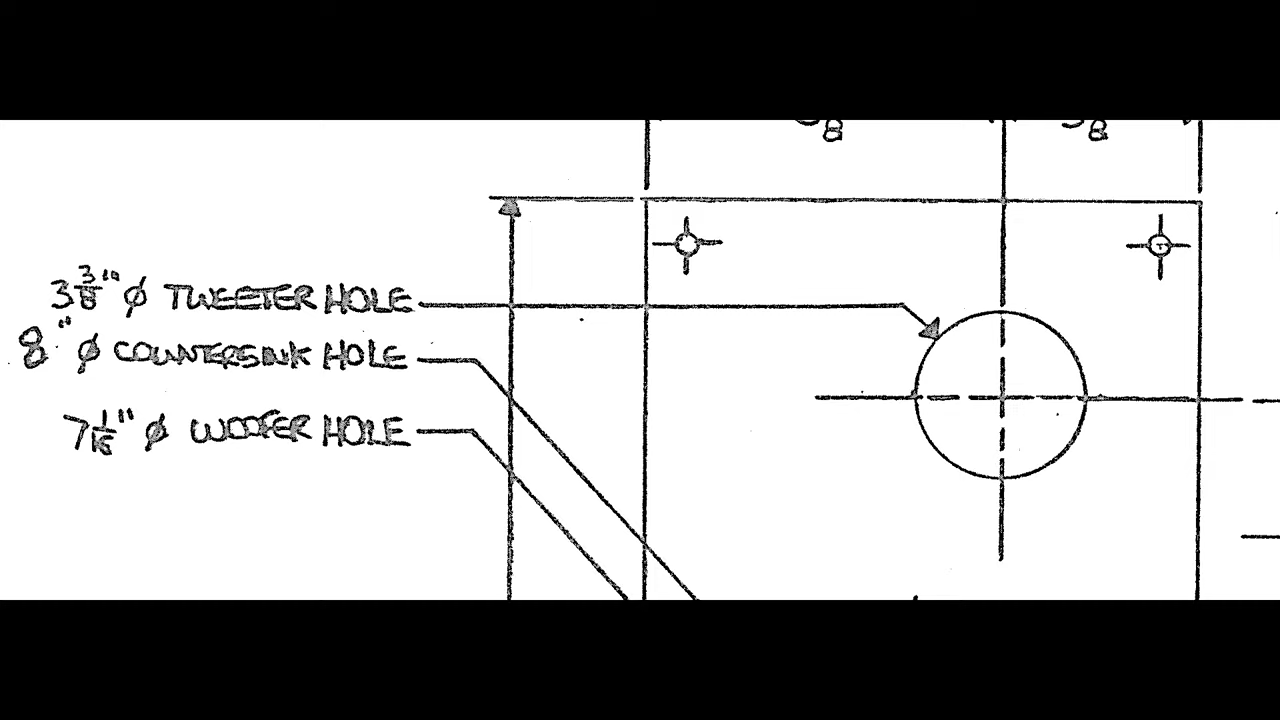 3 3/8" ø TWEETER HOLE
8" ø COUNTERSINK HOLE
7 1/16" ø WOOFER HOLE